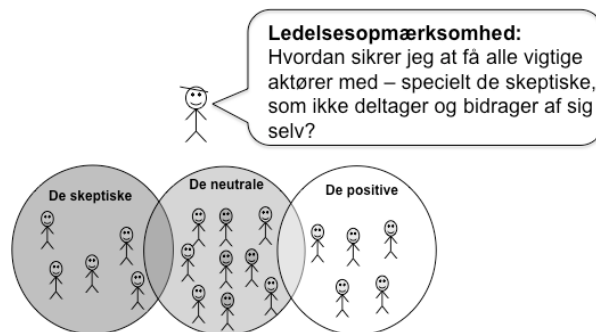 Ledelsesopmærksomhed:
Hvordan sikrer jeg at få alle vigtige
aktører med – specielt de skeptiske,
som ikke deltager og bidrager af sig
selv?
De skeptiske
De neutrale
De positive